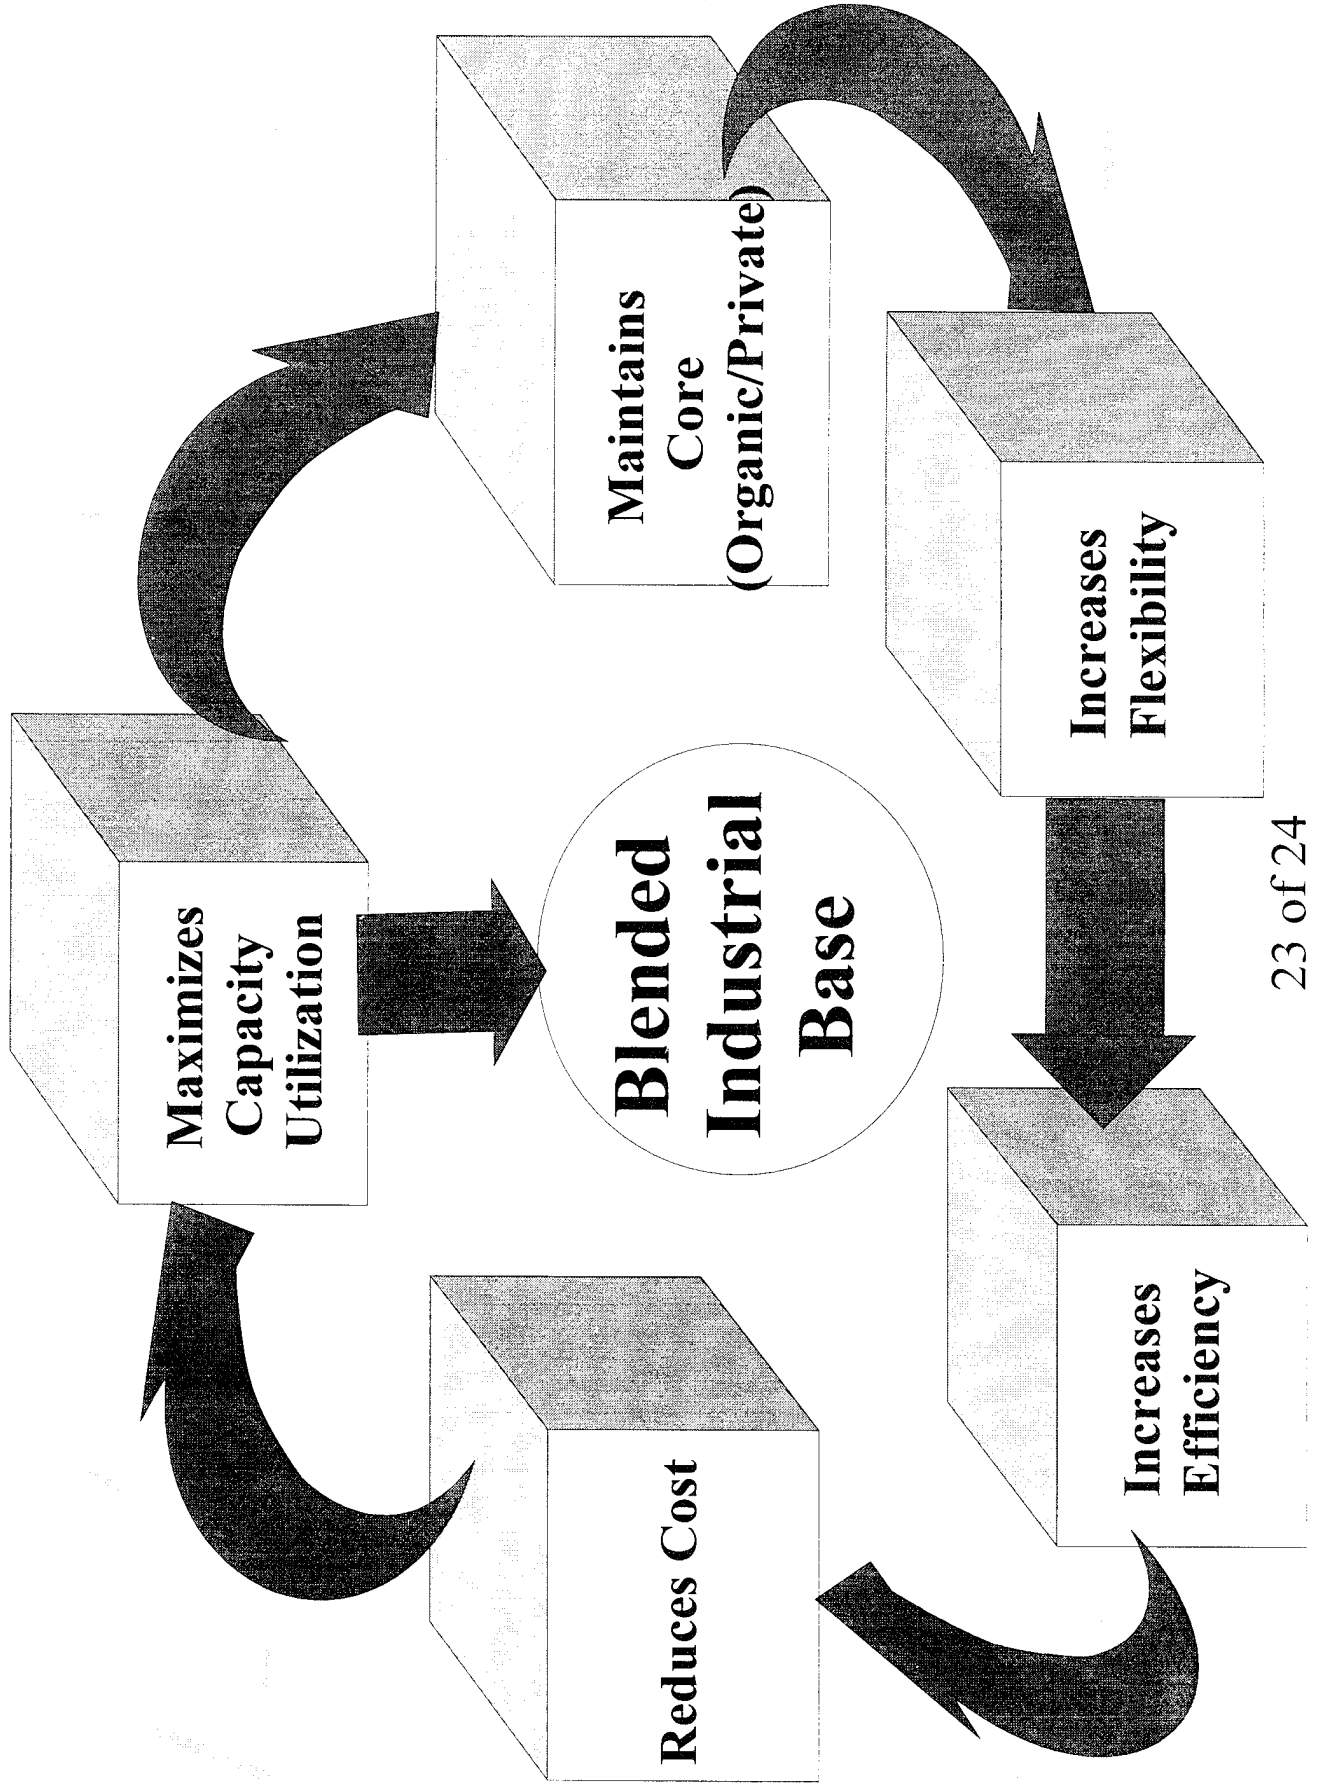 Maximizes
Capacity
Utilization
Maintains
Core
(Organic/Private)
Reduces Cost
Blended
Industrial
Base
Increases
Flexibility
Increases
Efficiency
23 of 24